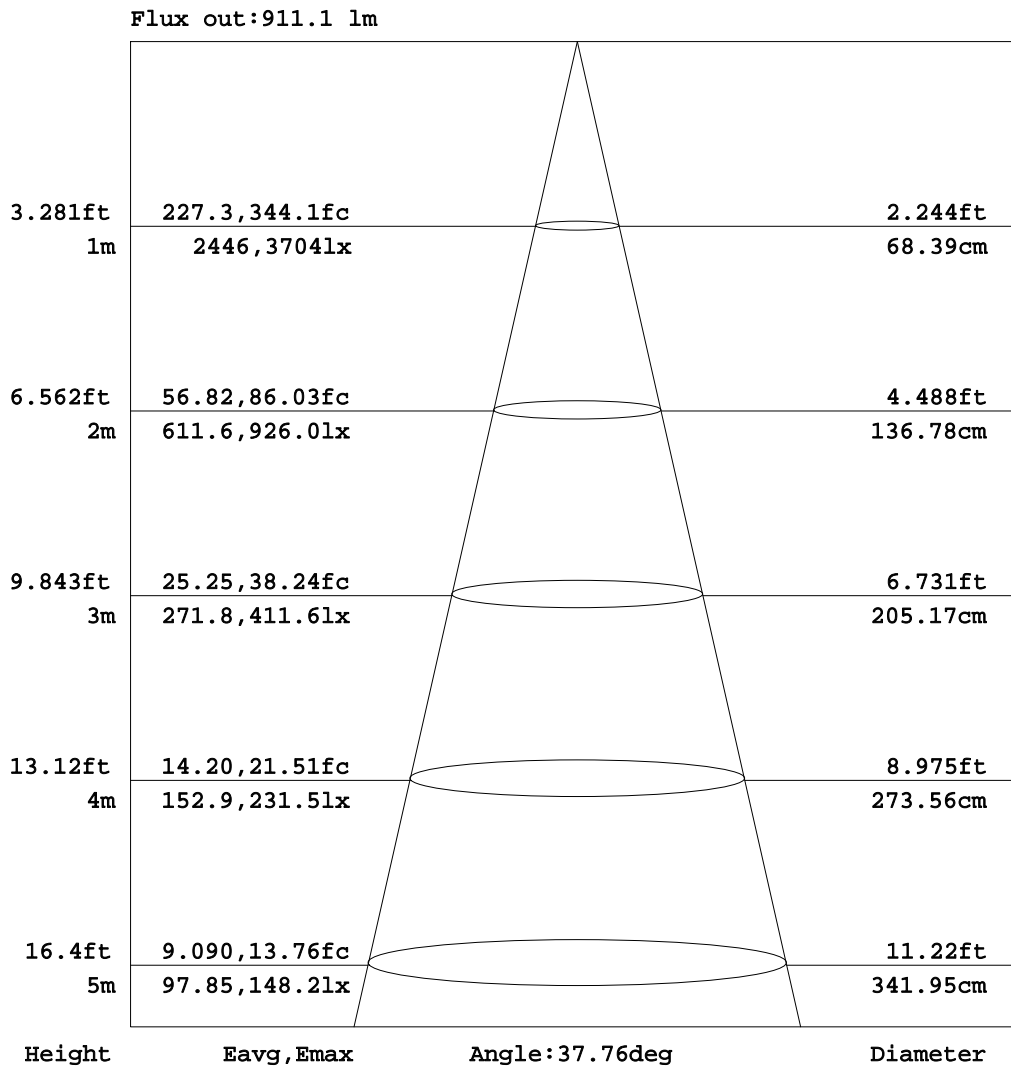 Flux out:911.1 lm
3.281ft 227.3,344.1fc 2.244ft
1m 2446,3704lx 68.39cm
6.562ft 56.82,86.03fc 4.488ft
2m 611.6,926.0lx 136.78cm
9.843ft 25.25,38.24fc 6.731ft
3m 271.8,411.6lx 205.17cm
13.12ft 14.20,21.51fc 8.975ft
4m 152.9,231.5lx 273.56cm
16.4ft 9.090,13.76fc 11.22ft
5m 97.85,148.2lx 341.95cm
Height Eavg,Emax Angle:37.76deg Diameter